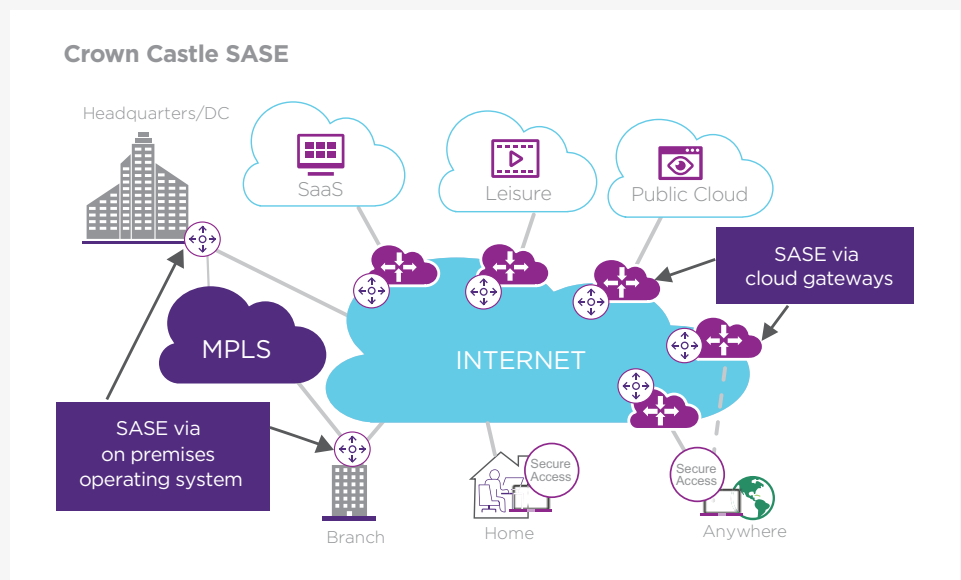 Crown Castle SASE
Headquarters/DC
SaaS
Leisure
Public Cloud
SASE via
cloud gateways
MPLS
INTERNET
SASE via
on premises
operating system
Secure
Access
Secure
Access
Branch
Home
Anywhere